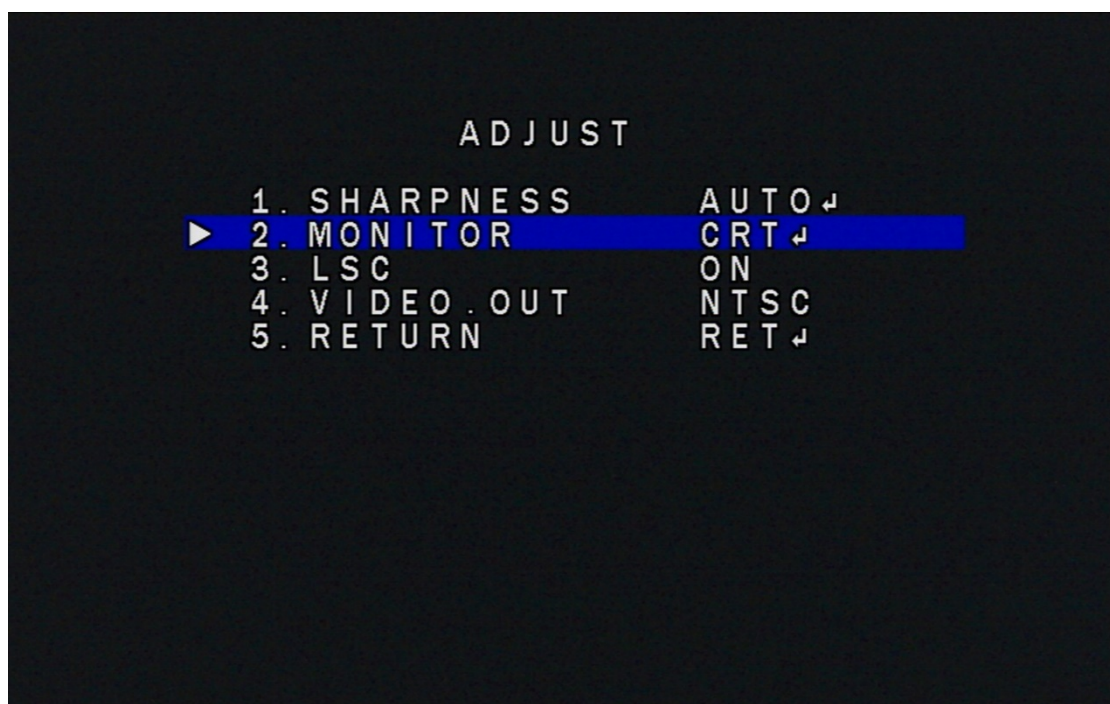 ADJUST
1. SHARPNESS AUTO↲
2. MONITOR CRT↲
3. LSC ON
4. VIDEO.OUT NTSC
5. RETURN RET↲